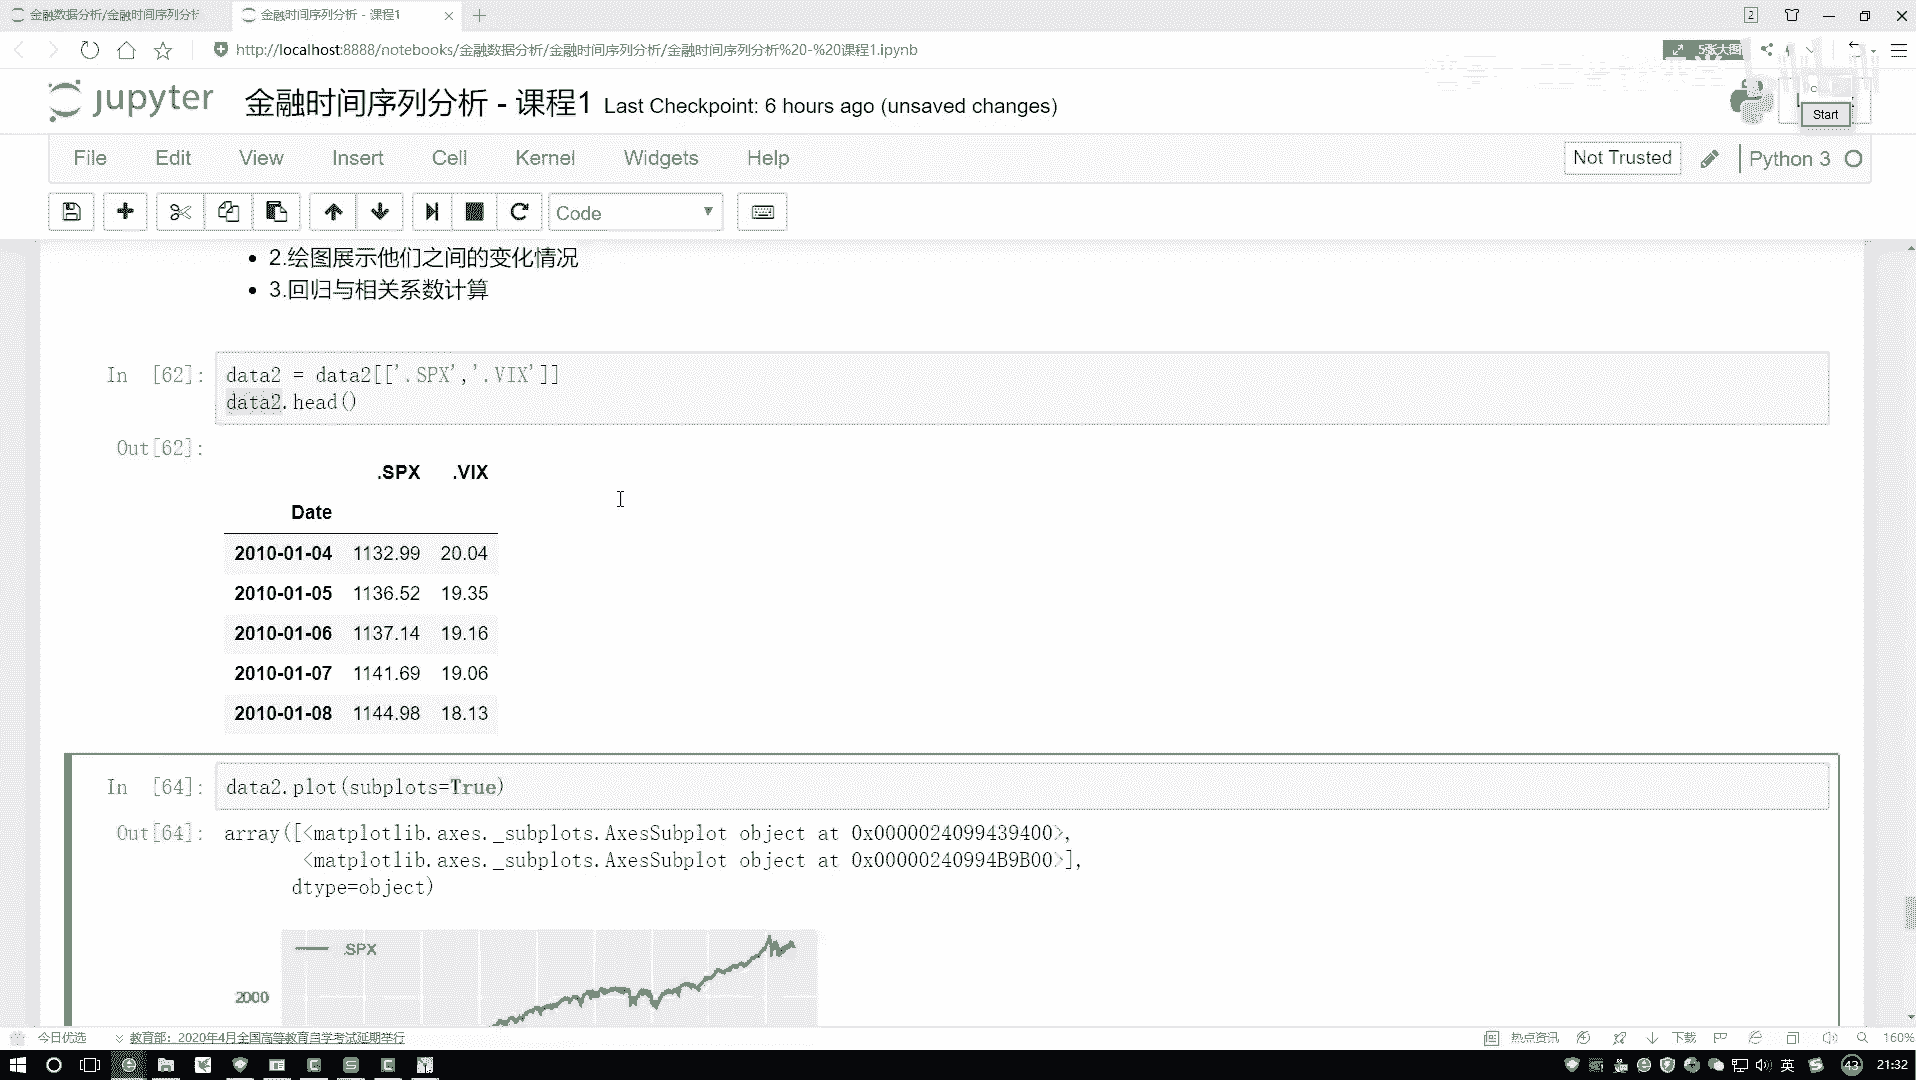 金融数据分析/金融时间序列分析
金融时间序列分析 - 课程1
2
http://localhost:8888/notebooks/金融数据分析/金融时间序列分析/金融时间序列分析%20-%20课程1.ipynb
5张大图
jupyter
金融时间序列分析 - 课程1 Last Checkpoint: 6 hours ago (unsaved changes)
Start
File Edit View Insert Cell Kernel Widgets Help
Not Trusted
Python 3
Code
2.绘图展示他们之间的变化情况
3.回归与相关系数计算
In [62]: data2 = data2[['.SPX','.VIX']]
data2.head()
Out[62]:
.SPX .VIX
Date
2010-01-04 1132.99 20.04
2010-01-05 1136.52 19.35
2010-01-06 1137.14 19.16
2010-01-07 1141.69 19.06
2010-01-08 1144.98 18.13
In [64]: data2.plot(subplots=True)
Out[64]: array([<matplotlib.axes._subplots.AxesSubplot object at 0x0000024099439400>,
<matplotlib.axes._subplots.AxesSubplot object at 0x00000240994B9B00>],
dtype=object)
.SPX
2000
今日优选
教育部：2020年4月全国高等教育自学考试延期举行
热点资讯
下载
160%
英
43
21:32